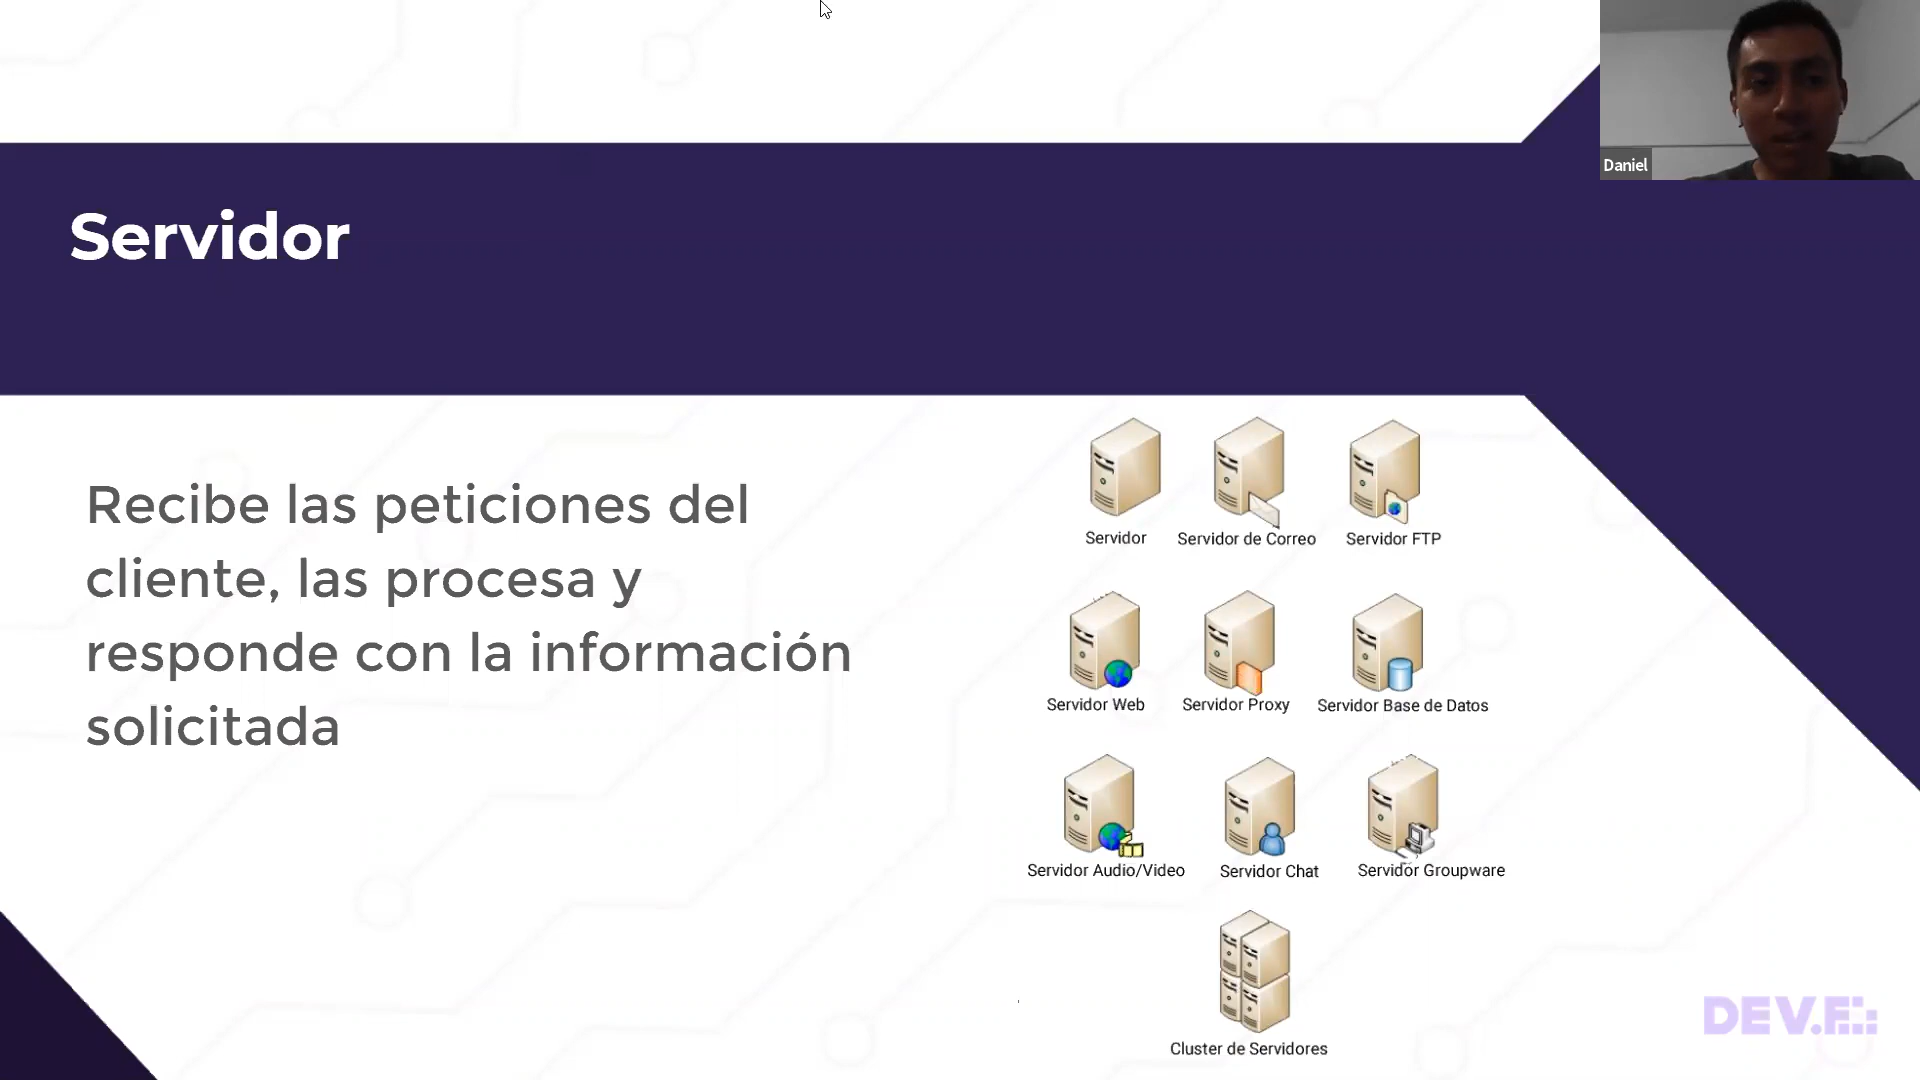 Daniel
Servidor
Recibe las peticiones del
cliente, las procesa y
responde con la información
solicitada
Servidor
Servidor de Correo
Servidor FTP
Servidor Web
Servidor Proxy
Servidor Base de Datos
Servidor Audio/Video
Servidor Chat
Servidor Groupware
Cluster de Servidores
DEV.F